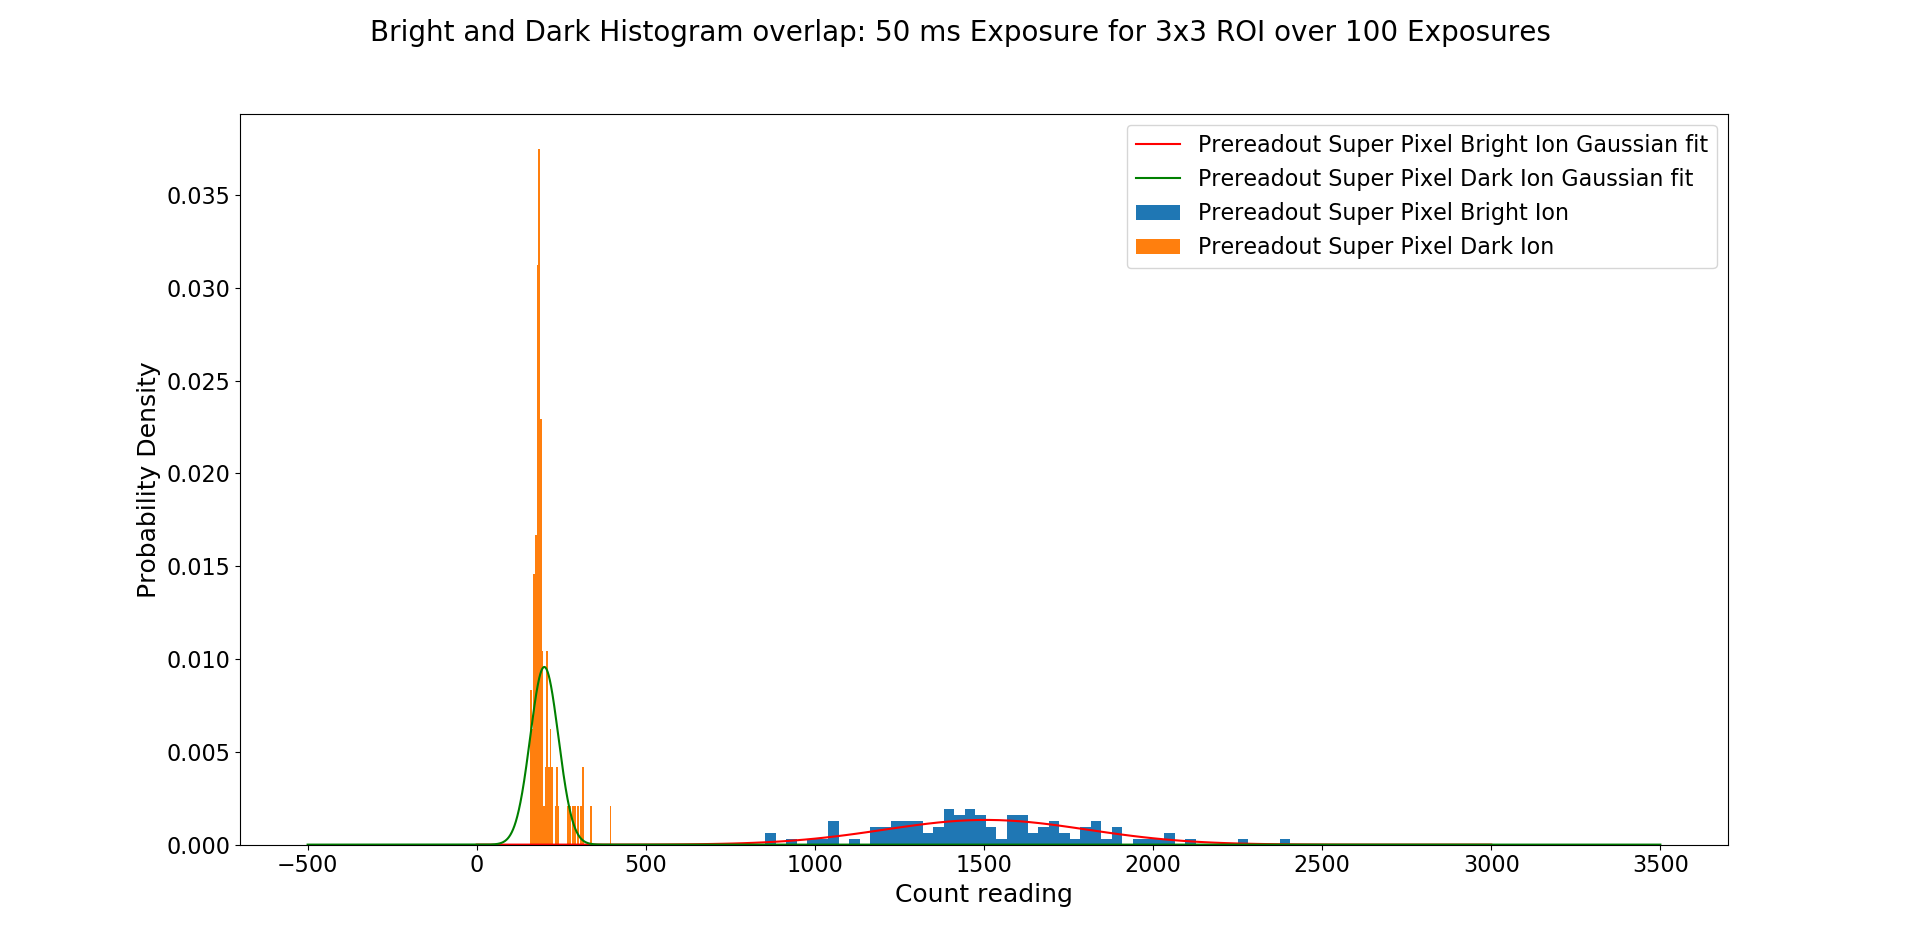 Bright and Dark Histogram overlap: 50 ms Exposure for 3x3 ROI over 100 Exposures
Prereadout Super Pixel Bright Ion Gaussian fit
Prereadout Super Pixel Dark Ion Gaussian fit
Prereadout Super Pixel Bright Ion
Prereadout Super Pixel Dark Ion
Probability Density
0.035
0.030
0.025
0.020
0.015
0.010
0.005
0.000
−500 0 500 1000 1500 2000 2500 3000 3500
Count reading